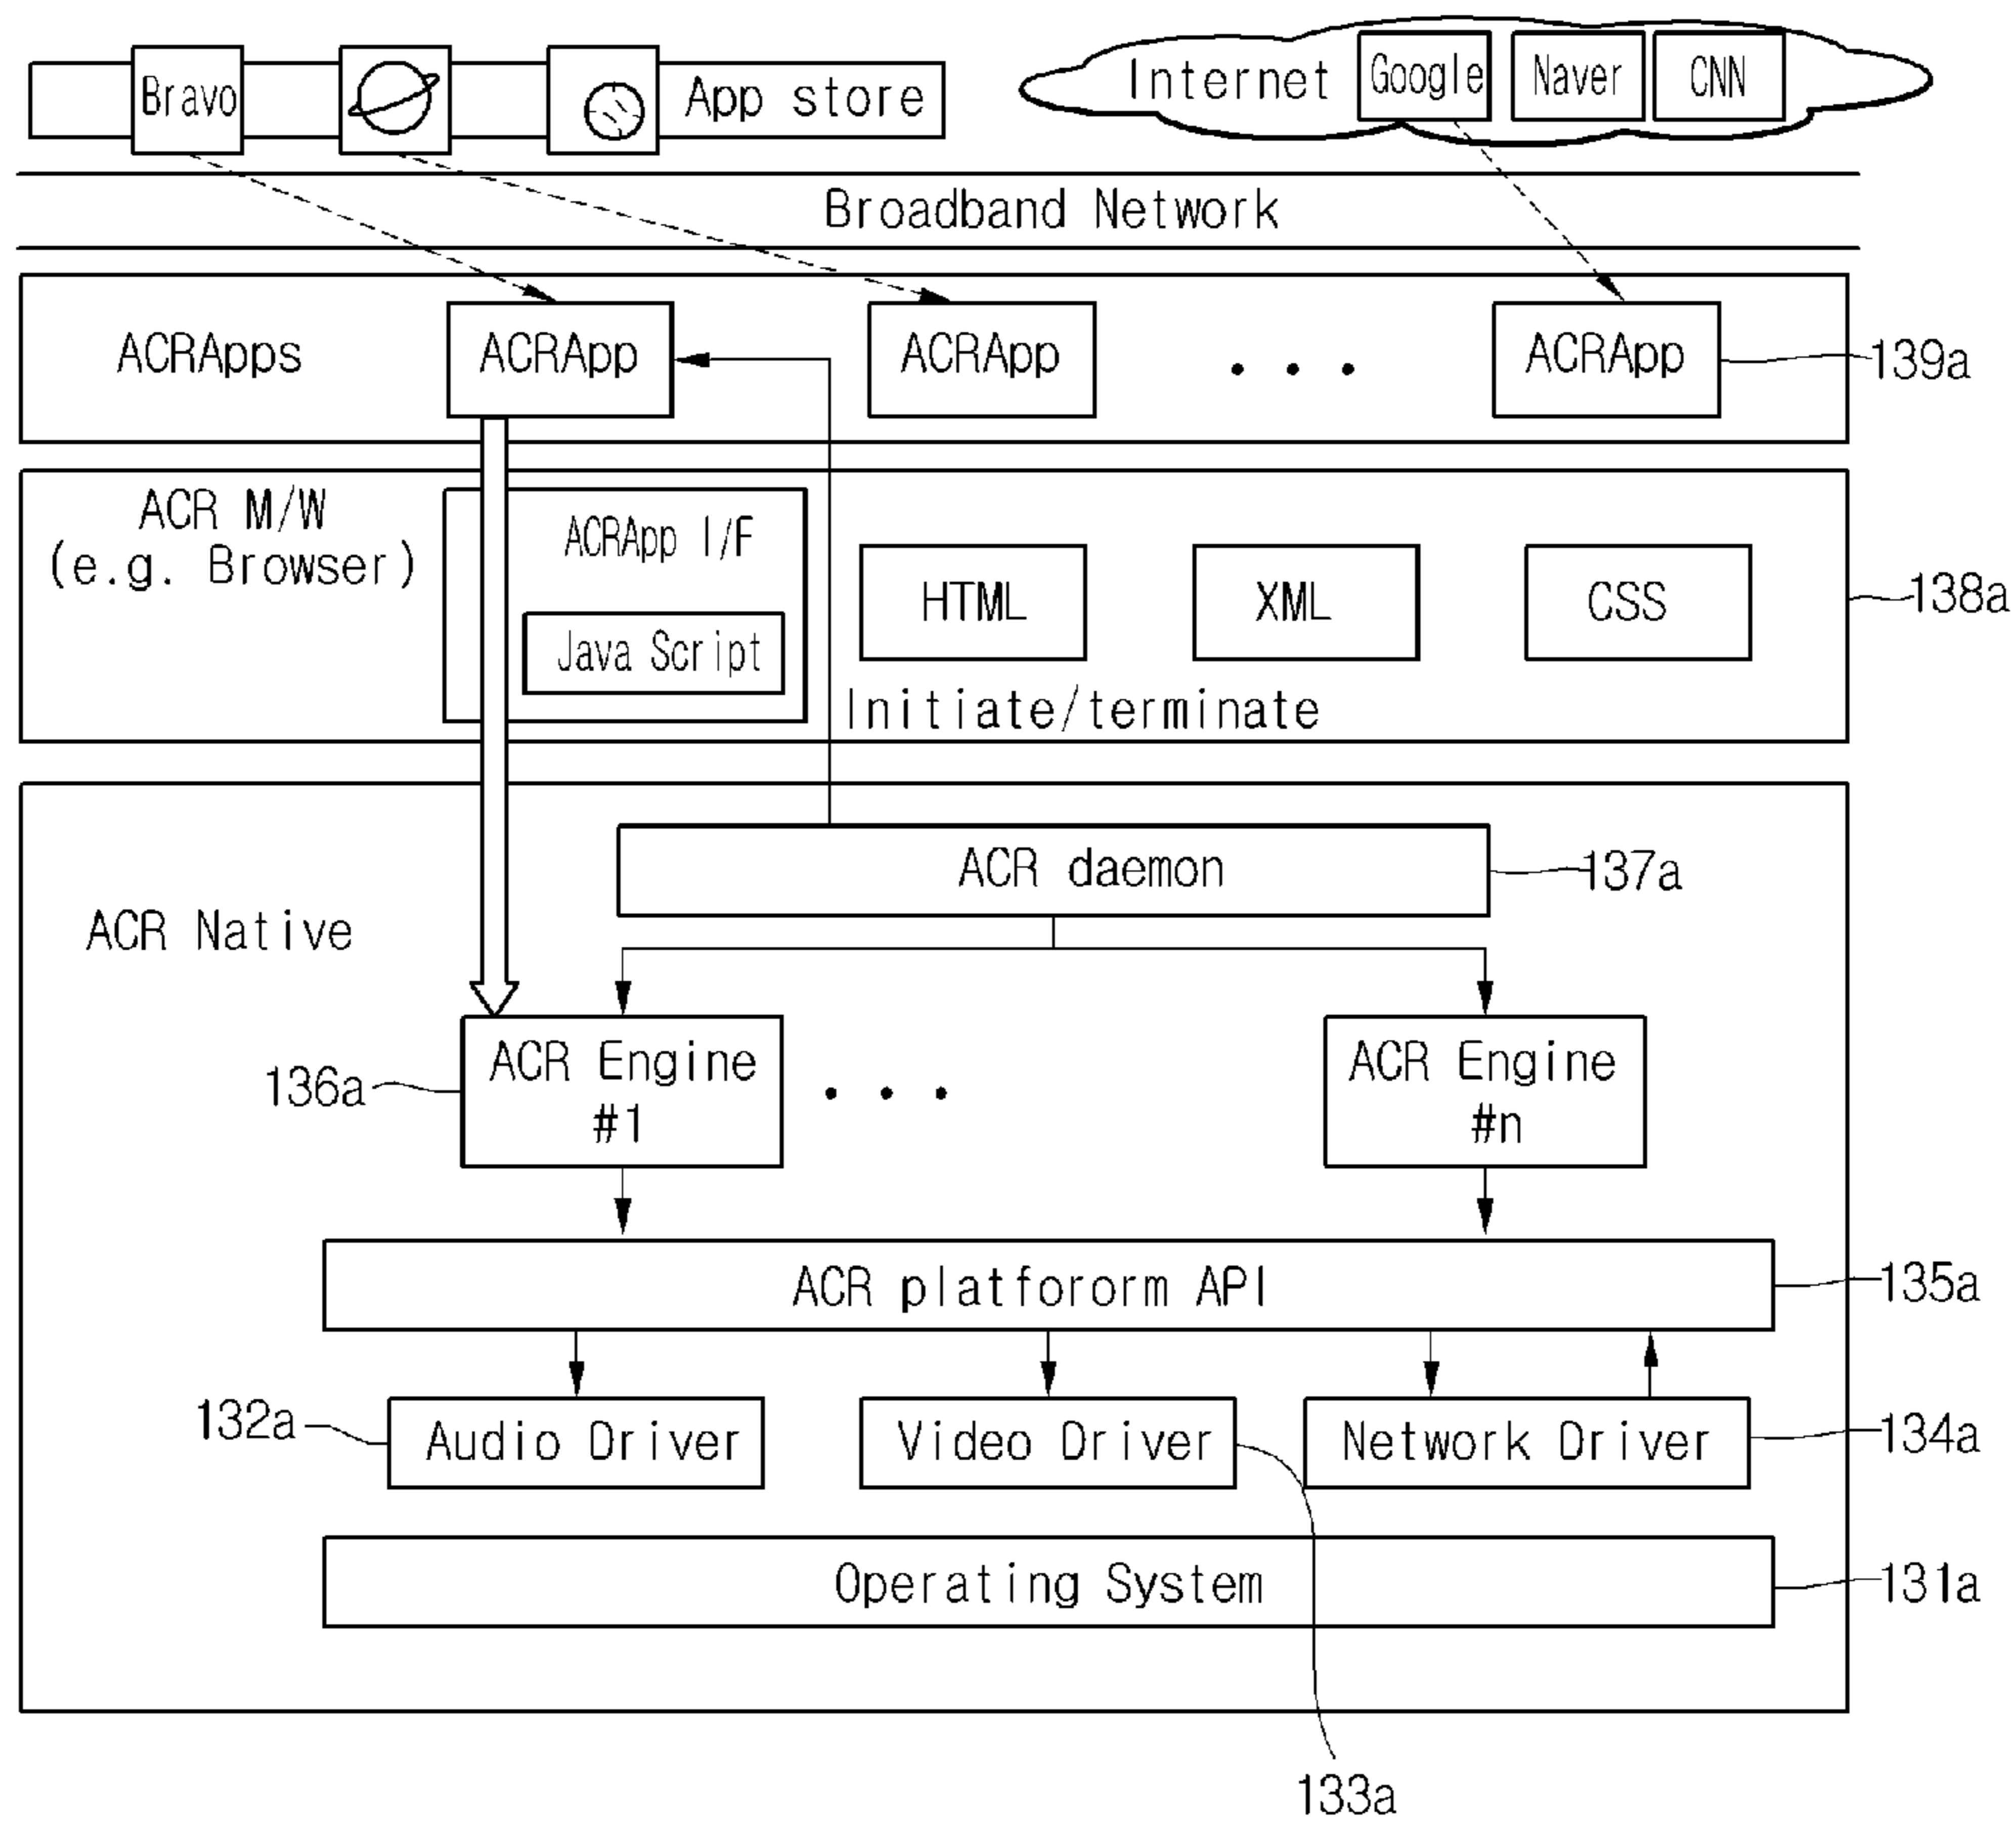 Bravo
App store
Internet
Google
Naver
CNN
Broadband Network
ACRApps
ACRApp
ACRApp
• • •
ACRApp
139a
ACR M/W
(e.g. Browser)
ACRApp I/F
Java Script
HTML
XML
CSS
138a
Initiate/terminate
ACR daemon
137a
ACR Native
136a
ACR Engine
#1
• • •
ACR Engine
#n
ACR platfororm API
135a
132a
Audio Driver
Video Driver
Network Driver
134a
Operating System
131a
133a